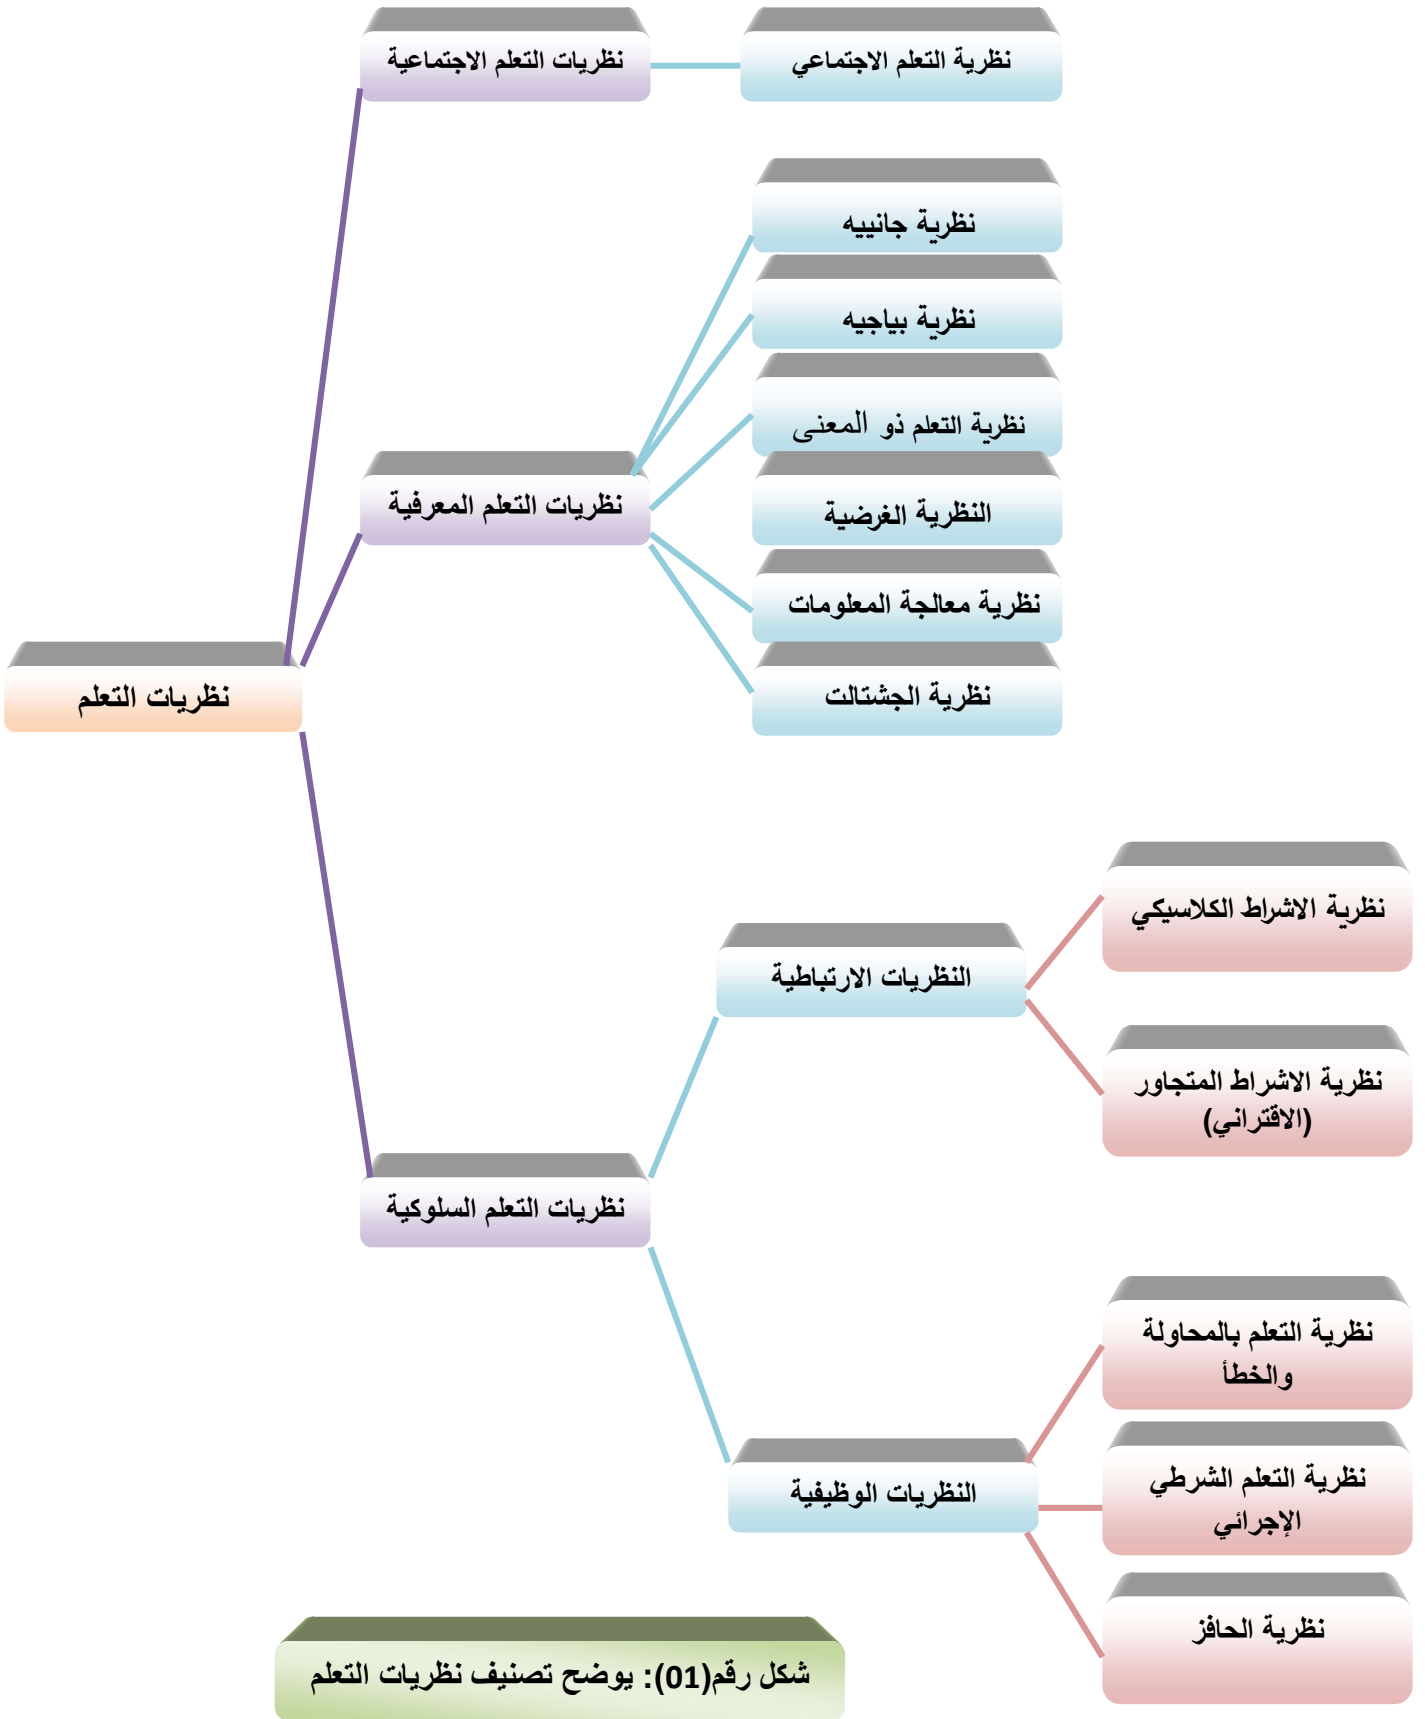 نظريات التعلم الاجتماعية
نظرية التعلم الاجتماعي
نظرية جانييه
نظرية بياجيه
نظرية التعلم ذو المعنى
نظريات التعلم المعرفية
النظرية الغرضية
نظرية معالجة المعلومات
نظرية الجشتالت
نظريات التعلم
نظرية الاشراط الكلاسيكي
النظريات الارتباطية
نظرية الاشراط المتجاور
(الاقتراني)
نظريات التعلم السلوكية
نظرية التعلم بالمحاولة
والخطأ
النظريات الوظيفية
نظرية التعلم الشرطي
الإجرائي
نظرية الحافز
شكل رقم(01): يوضح تصنيف نظريات التعلم